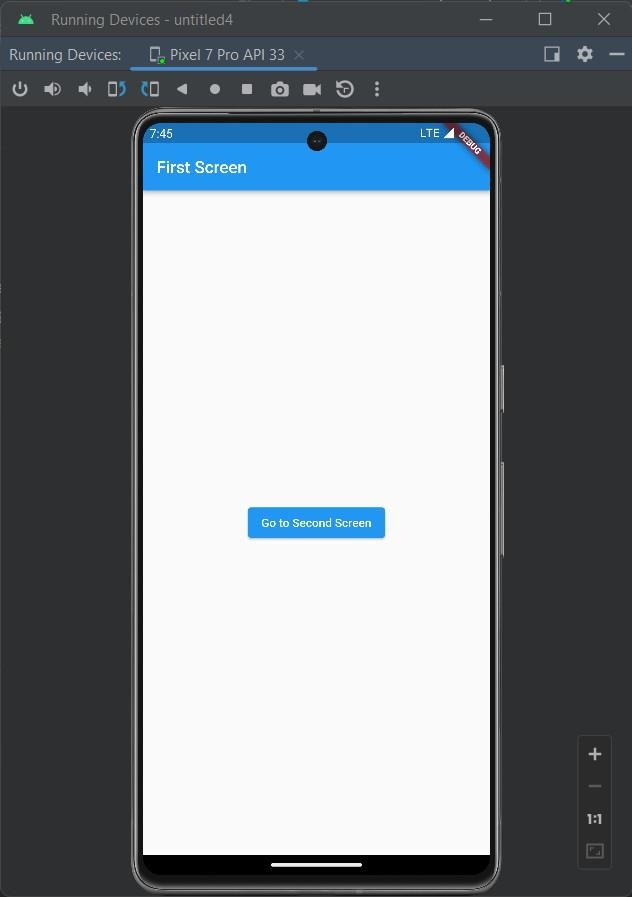 Running Devices - untitled4
Running Devices:
Pixel 7 Pro API 33
7:45
LTE
DEBUG
First Screen
Go to Second Screen
1:1